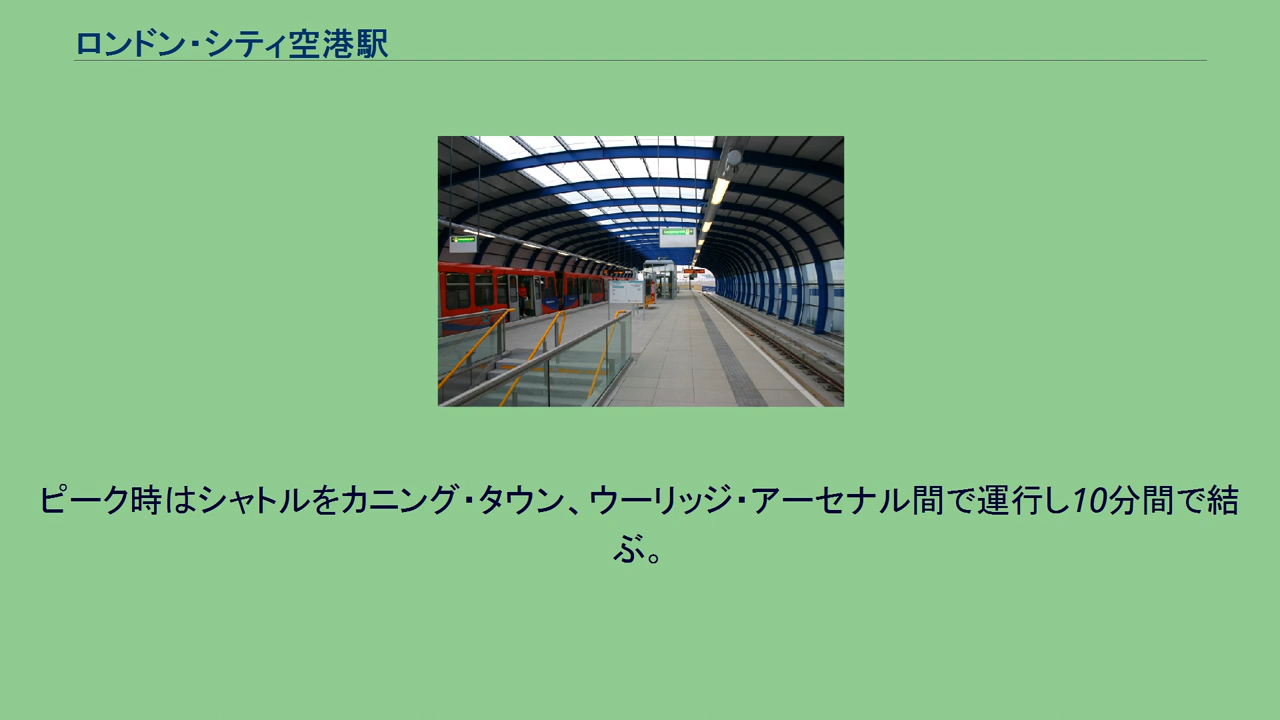 ロンドン・シティ空港駅
ピーク時はシャトルをカニング・タウン、ウーリッジ・アーセナル間で運行し10分間で結
ぶ。